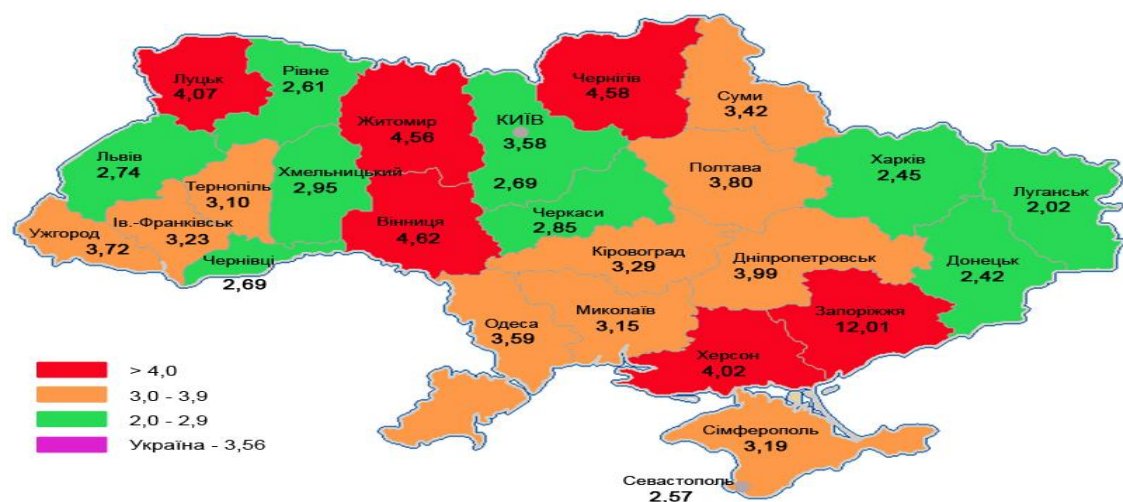 Луцьк
4,07
Рівне
2,61
Житомир
4,56
КИЇВ
3,58
2,69
Чернігів
4,58
Суми
3,42
Львів
2,74
Тернопіль
3,10
Хмельницький
2,95
Полтава
3,80
Харків
2,45
Луганськ
2,02
Ужгород
3,72
Ів.-Франківськ
3,23
Чернівці
2,69
Вінниця
4,62
Черкаси
2,85
Кіровоград
3,29
Дніпропетровськ
3,99
Донецьк
2,42
Одеса
3,59
Миколаїв
3,15
Запоріжжя
12,01
Херсон
4,02
Сімферополь
3,19
Севастополь
2,57
> 4,0
3,0 - 3,9
2,0 - 2,9
Україна - 3,56